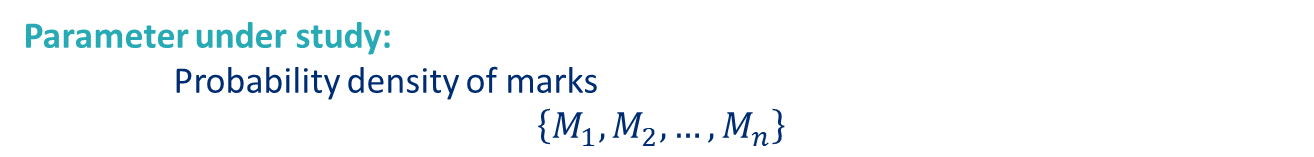 Parameter under study:
Probability density of marks
{M₁, M₂, …, Mₙ}